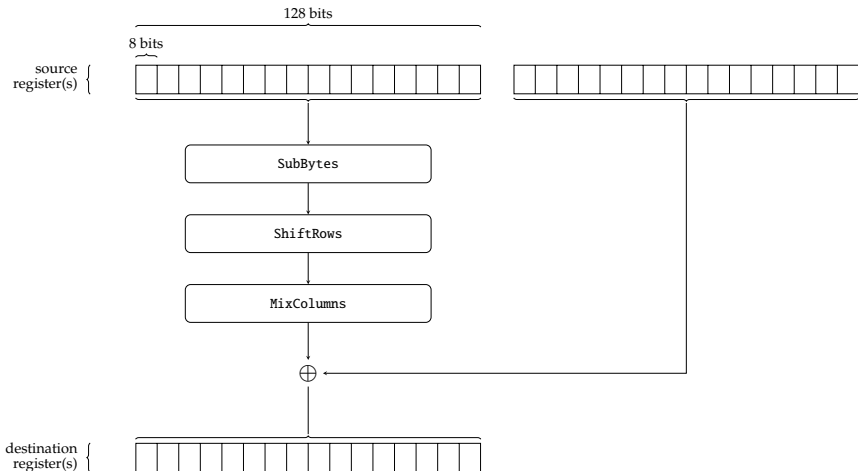 128 bits
8 bits
source
register(s)
SubBytes
ShiftRows
MixColumns
destination
register(s)